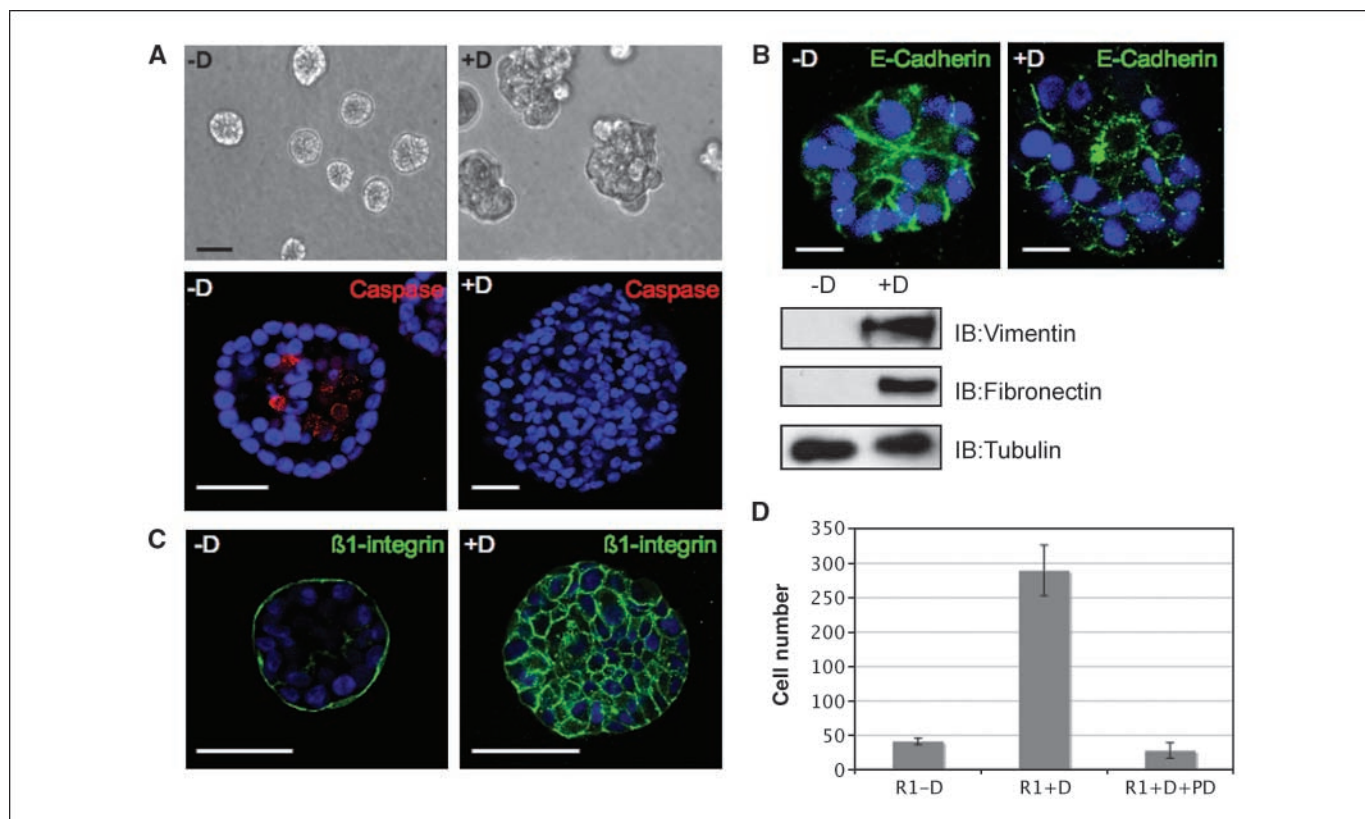 A
-D
+D
-D Caspase
+D Caspase
B
-D E-Cadherin
+D E-Cadherin
-D +D
IB:Vimentin
IB:Fibronectin
IB:Tubulin
C
-D ß1-integrin
+D ß1-integrin
D
Cell number
350
300
250
200
100
100
50
0
R1−D R1+D R1+D+PD